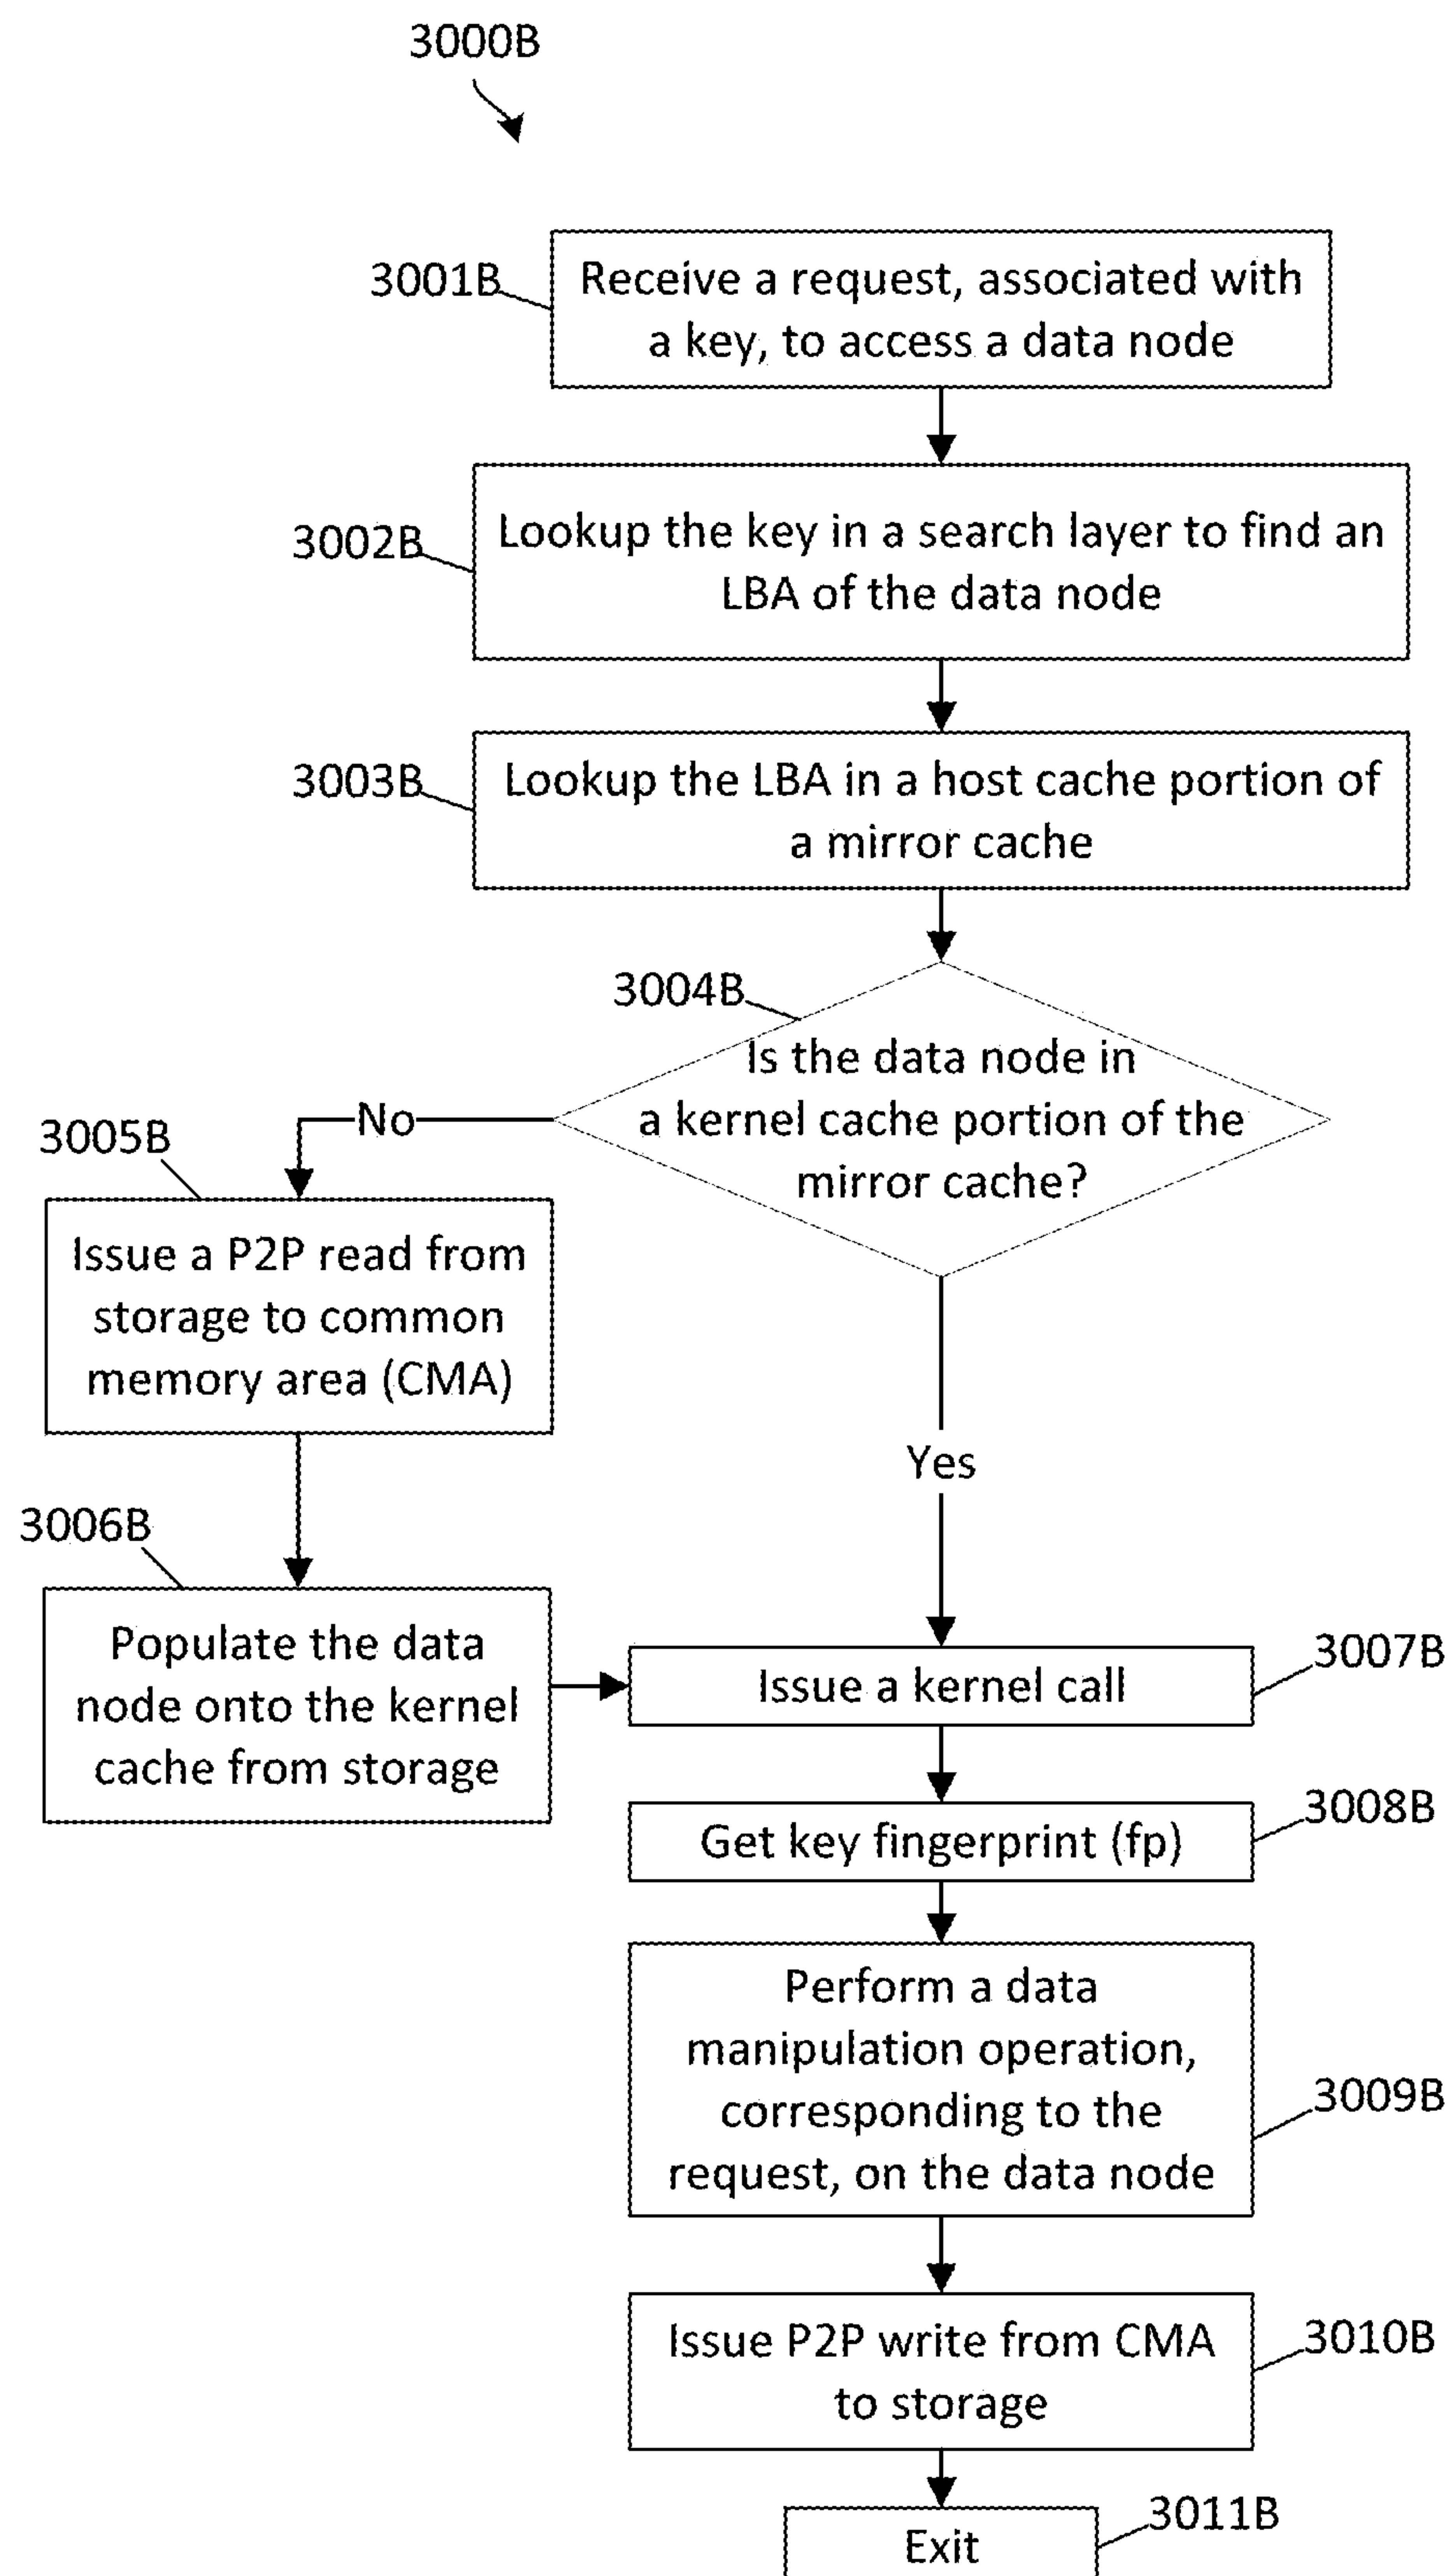 3000B
3001B
Receive a request, associated with
a key, to access a data node
3002B
Lookup the key in a search layer to find an
LBA of the data node
3003B
Lookup the LBA in a host cache portion of
a mirror cache
3004B
Is the data node in
a kernel cache portion of the
mirror cache?
No
3005B
Issue a P2P read from
storage to common
memory area (CMA)
Yes
3006B
Populate the data
node onto the kernel
cache from storage
3007B
Issue a kernel call
3008B
Get key fingerprint (fp)
Perform a data
manipulation operation,
corresponding to the
request, on the data node
3009B
Issue P2P write from CMA
to storage
3010B
3011B
Exit